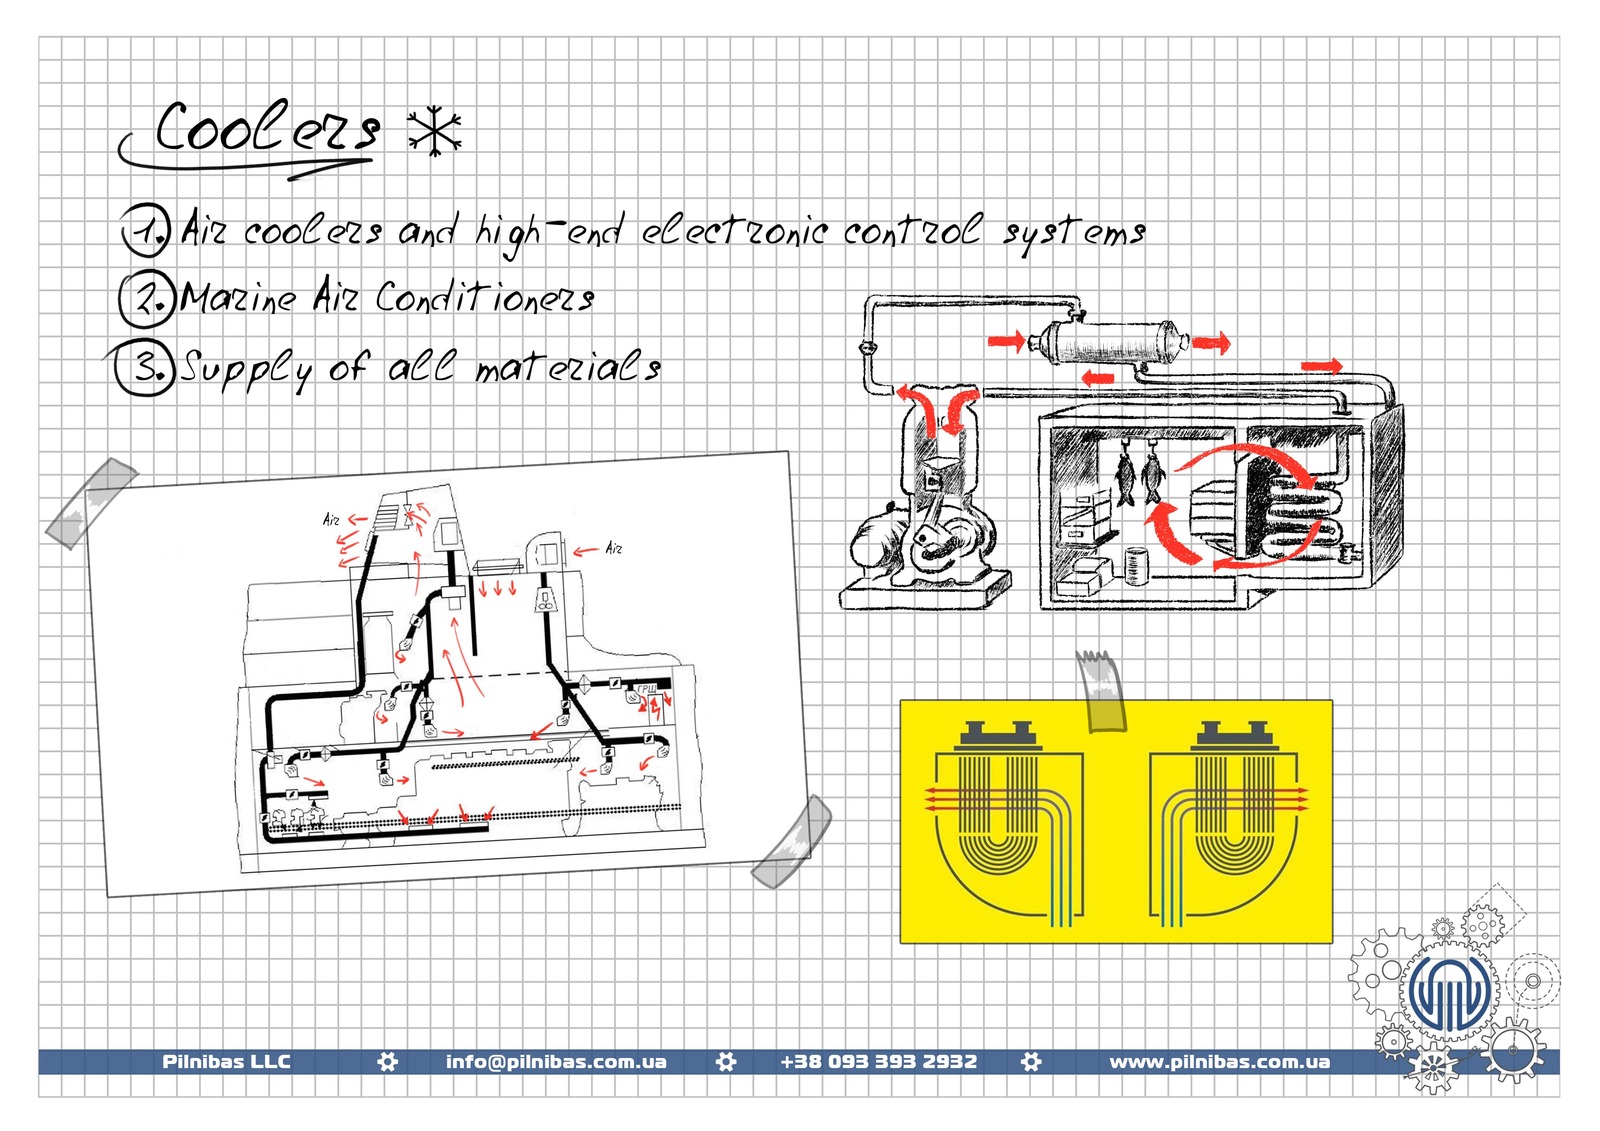 Coolers
1. Air coolers and high-end electronic control systems
2. Marine Air Conditioners
3. Supply of all materials
Air
Air
ГРЩ
Pilnibas LLC info@pilnibas.com.ua +38 093 393 2932 www.pilnibas.com.ua